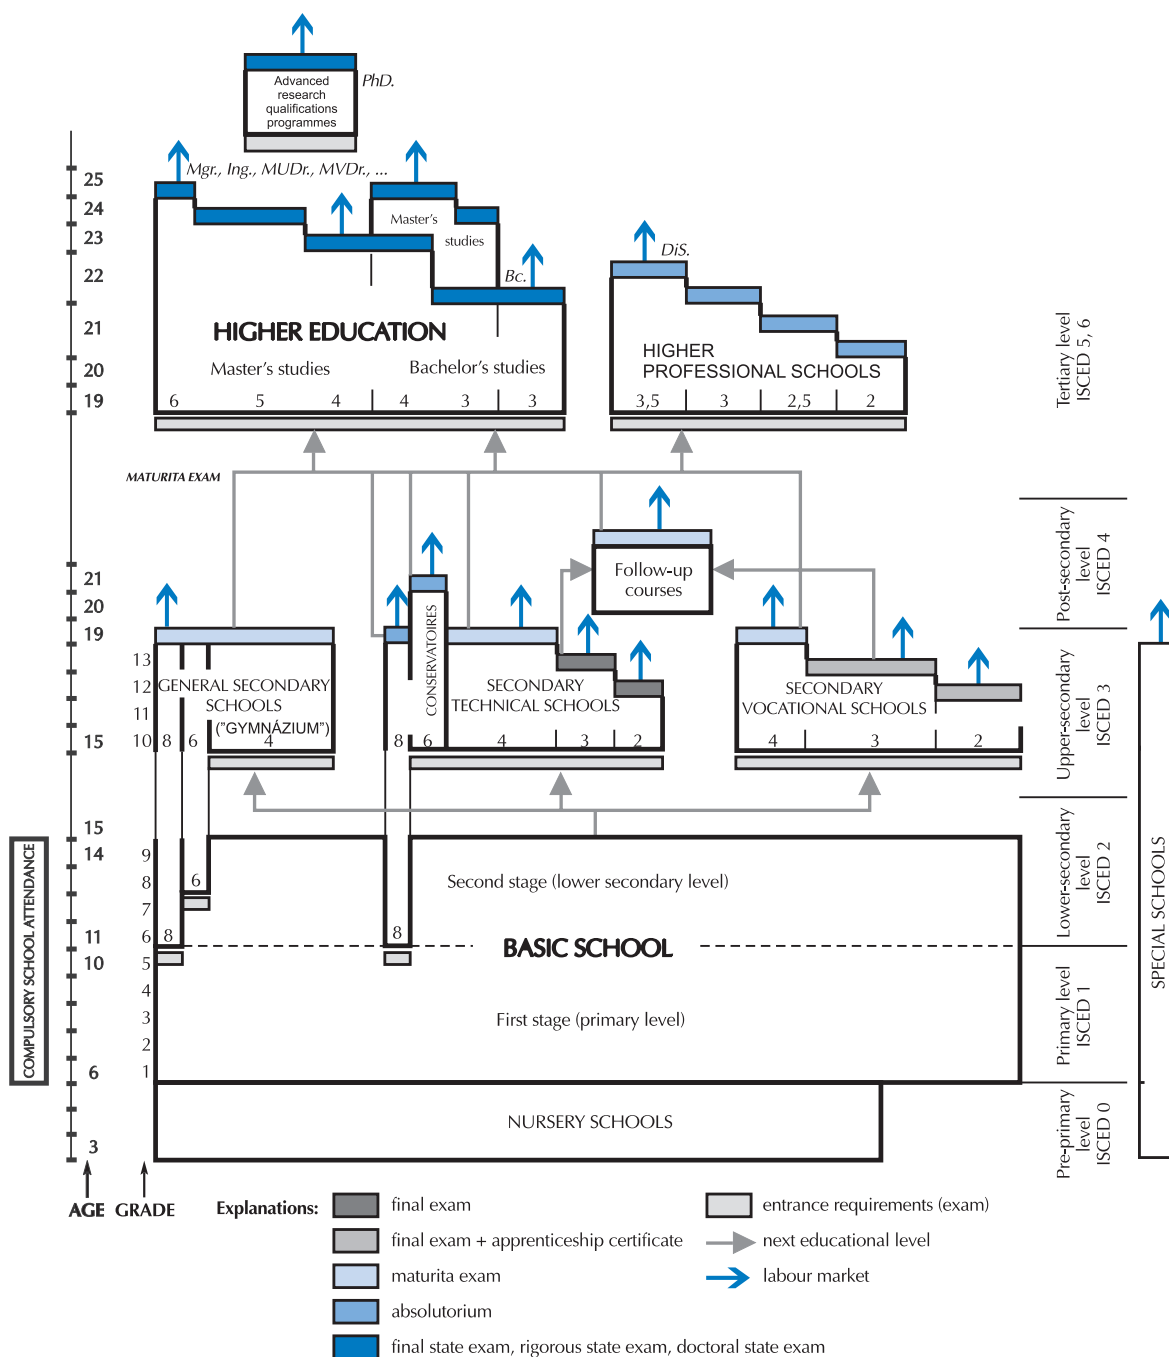 Advanced
research
qualifications
programmes
PhD.
Mgr., Ing., MUDr., MVDr., ...
25
24
23
22
21
20
19
Master's
studies
Bc.
HIGHER EDUCATION
Master's studies
Bachelor's studies
6 5 4 4 3 3
DiS.
HIGHER
PROFESSIONAL SCHOOLS
3,5 3 2,5 2
Tertiary level
ISCED 5, 6
MATURITA EXAM
Follow-up
courses
Post-secondary
level
ISCED 4
21
20
19
15
13
12
11
10
GENERAL SECONDARY
SCHOOLS
("GYMNÁZIUM")
8 6 4
CONSERVATOIRES
8 6
SECONDARY
TECHNICAL SCHOOLS
4 3 2
SECONDARY
VOCATIONAL SCHOOLS
4 3 2
Upper-secondary
level
ISCED 3
15
14
11
10
6
3
COMPULSORY SCHOOL ATTENDANCE
9
8
7
6
5
4
3
2
1
6
8
8
Second stage (lower secondary level)
BASIC SCHOOL
First stage (primary level)
Lower-secondary
level
ISCED 2
Primary level
ISCED 1
SPECIAL SCHOOLS
NURSERY SCHOOLS
Pre-primary
level
ISCED 0
AGE GRADE
Explanations:
final exam
final exam + apprenticeship certificate
maturita exam
absolutorium
final state exam, rigorous state exam, doctoral state exam
entrance requirements (exam)
next educational level
labour market